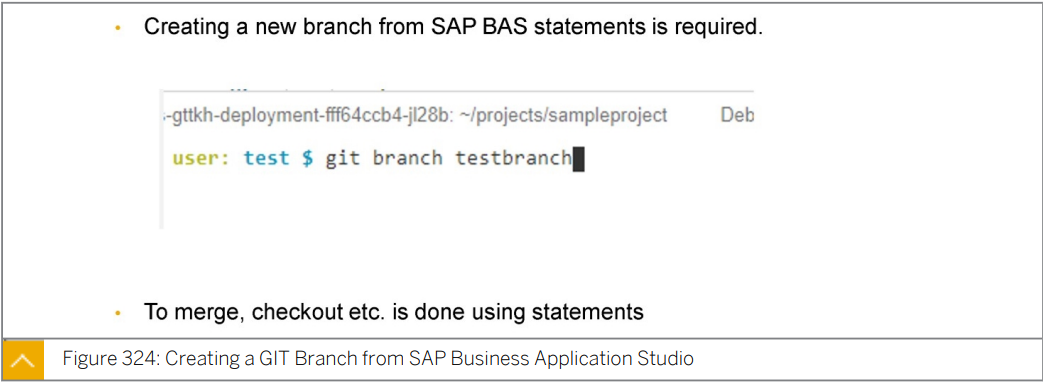 • Creating a new branch from SAP BAS statements is required.
-gttkh-deployment-fff64ccb4-jl28b: ~/projects/sampleproject Deb
user: test $ git branch testbranch
• To merge, checkout etc. is done using statements
Figure 324: Creating a GIT Branch from SAP Business Application Studio